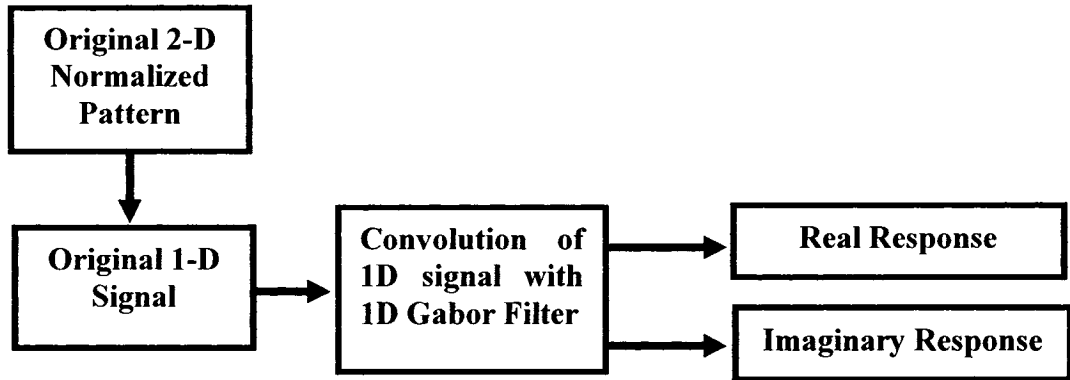 Original 2-D
Normalized
Pattern
Original 1-D
Signal
Convolution of
1D signal with
1D Gabor Filter
Real Response
Imaginary Response